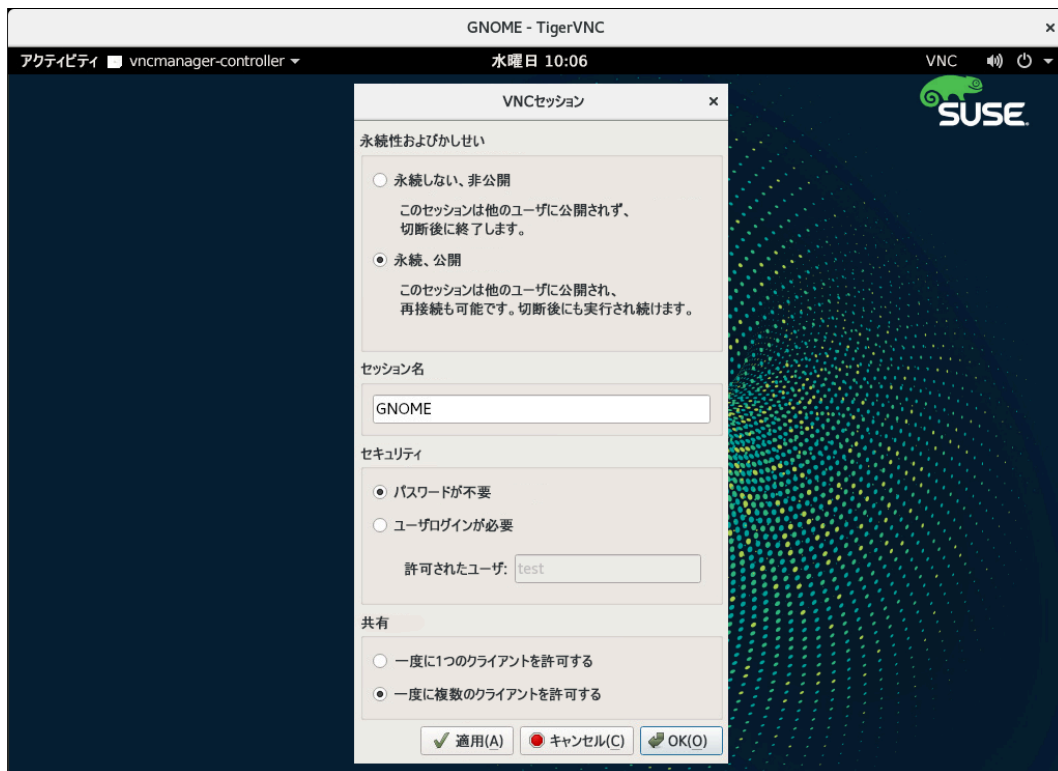 GNOME - TigerVNC
アクティビティ vncmanager-controller 水曜日 10:06 VNC
SUSE
VNCセッション
永続性およびかしせい
永続しない、非公開
このセッションは他のユーザに公開されず、
切断後に終了します。
永続、公開
このセッションは他のユーザに公開され、
再接続も可能です。切断後にも実行され続けます。
セッション名
GNOME
セキュリティ
パスワードが不要
ユーザログインが必要
許可されたユーザ: test
共有
一度に1つのクライアントを許可する
一度に複数のクライアントを許可する
適用(A) キャンセル(C) OK(O)